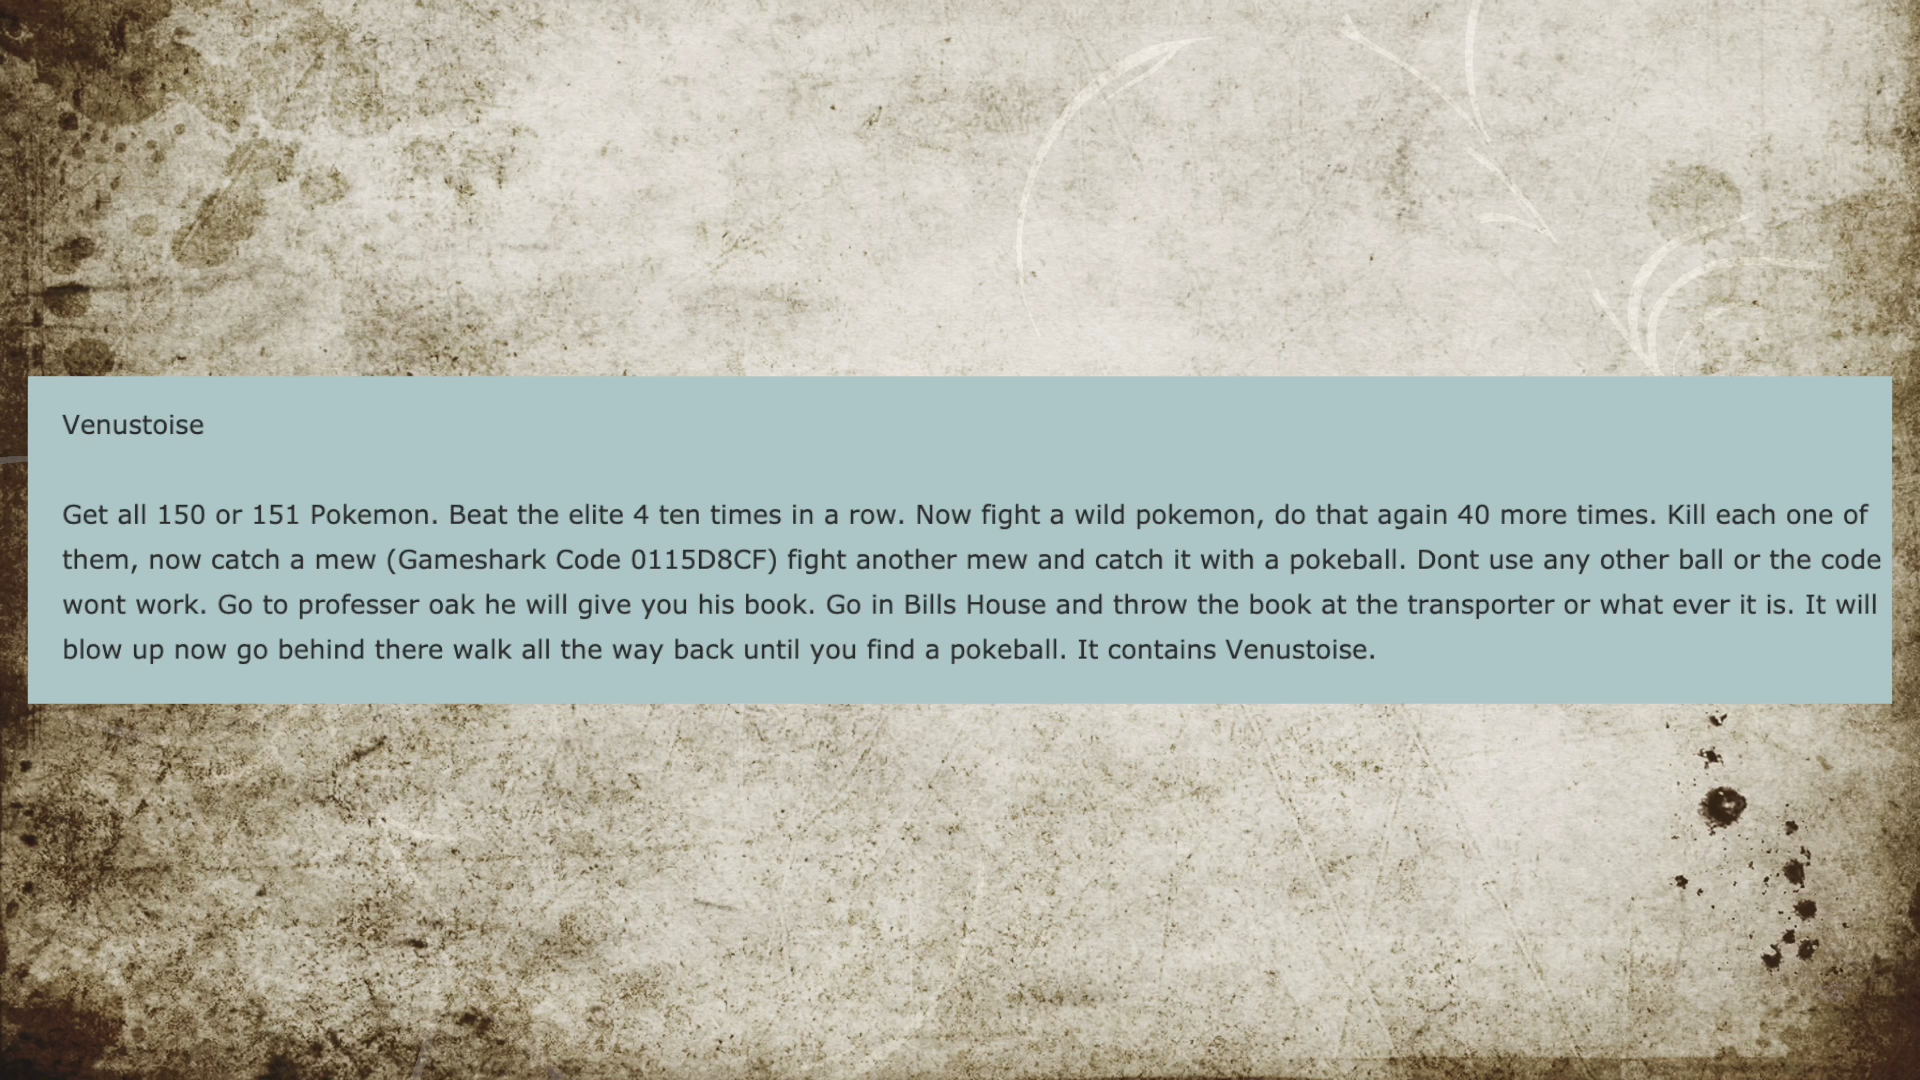 Venustoise
Get all 150 or 151 Pokemon. Beat the elite 4 ten times in a row. Now fight a wild pokemon, do that again 40 more times. Kill each one of
them, now catch a mew (Gameshark Code 0115D8CF) fight another mew and catch it with a pokeball. Dont use any other ball or the code
wont work. Go to professer oak he will give you his book. Go in Bills House and throw the book at the transporter or what ever it is. It will
blow up now go behind there walk all the way back until you find a pokeball. It contains Venustoise.